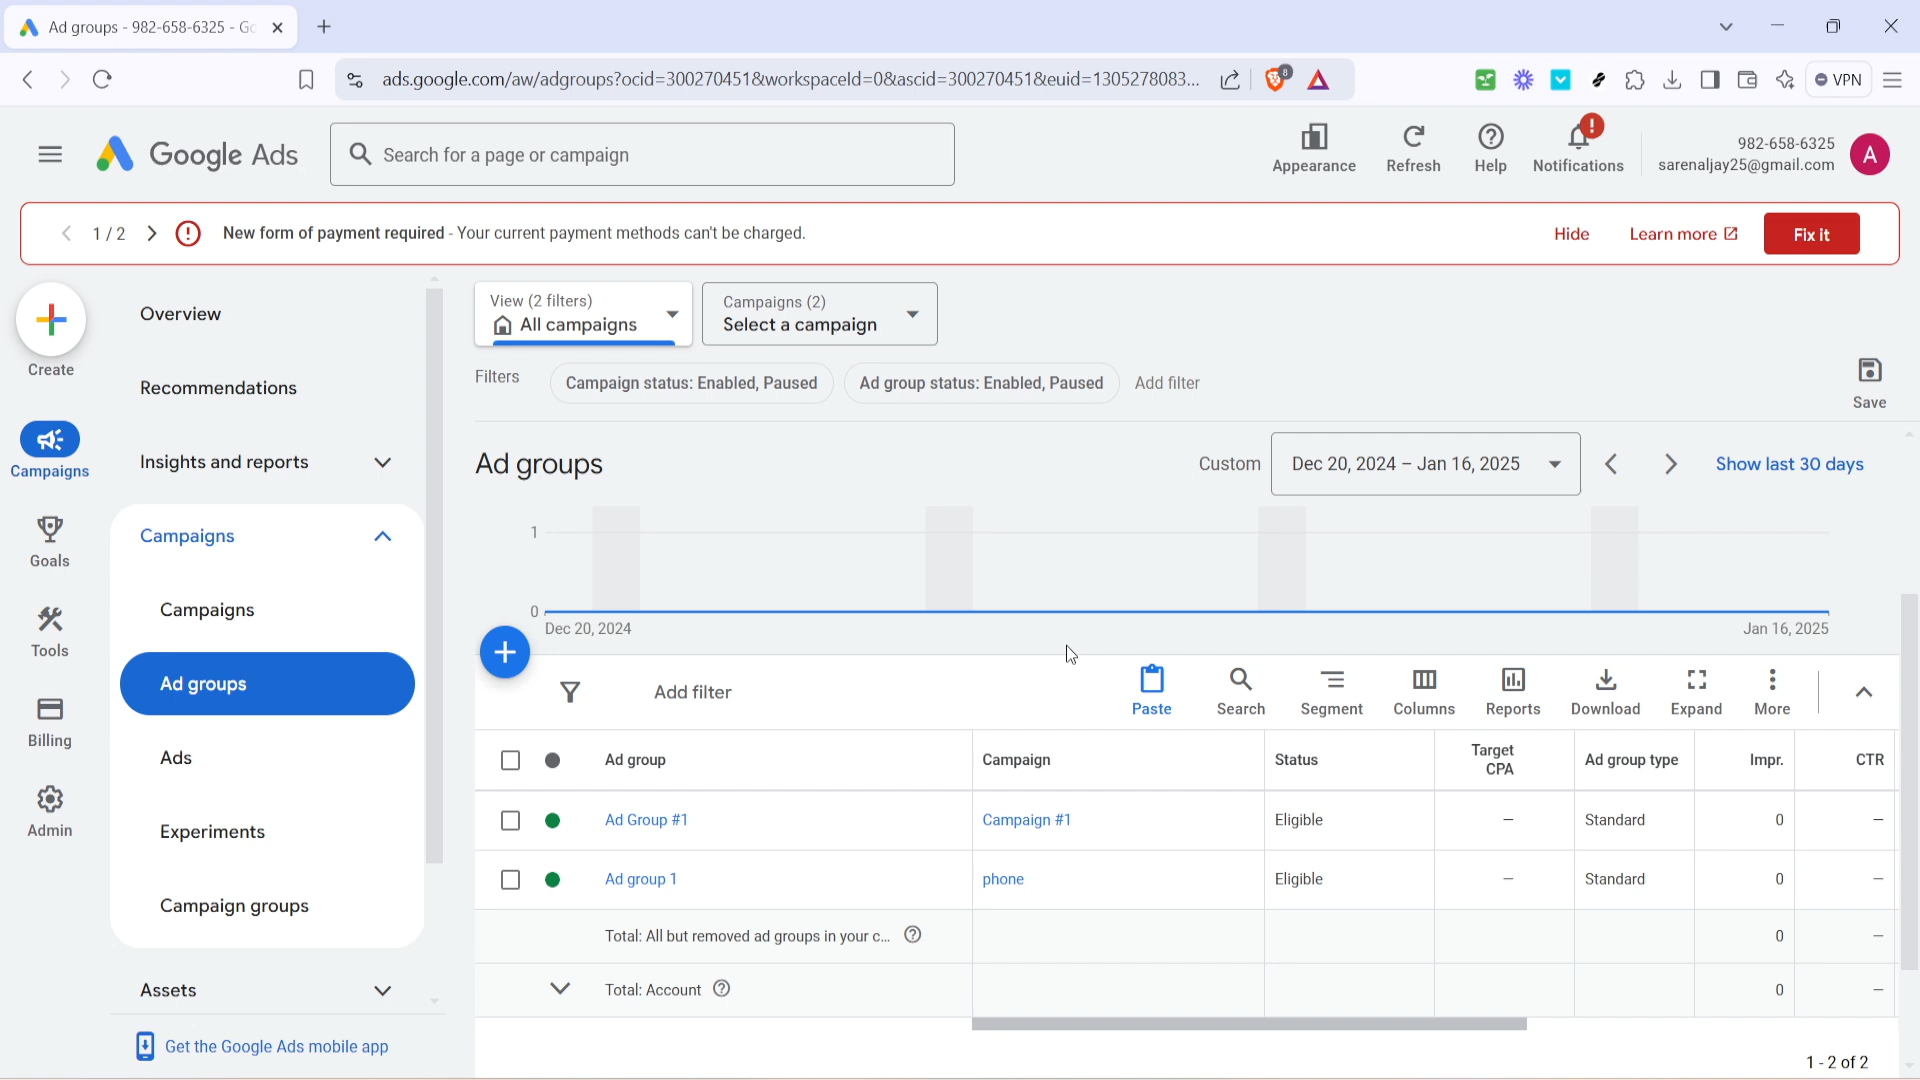 Ad groups - 982-658-6325 - Go
ads.google.com/aw/adgroups?ocid=300270451&workspaceId=0&ascid=300270451&euid=1305278083...
8
VPN
Google Ads
Search for a page or campaign
Appearance
Refresh
Help
Notifications
982-658-6325
sarenaljay25@gmail.com
A
1 / 2
New form of payment required - Your current payment methods can't be charged.
Hide
Learn more
Fix it
Create
Campaigns
Goals
Tools
Billing
Admin
Overview
Recommendations
Insights and reports
Campaigns
Campaigns
Ad groups
Ads
Experiments
Campaign groups
Assets
Get the Google Ads mobile app
View (2 filters)
All campaigns
Campaigns (2)
Select a campaign
Filters
Campaign status: Enabled, Paused
Ad group status: Enabled, Paused
Add filter
Save
Ad groups
Custom
Dec 20, 2024 – Jan 16, 2025
Show last 30 days
1
0
Dec 20, 2024
Jan 16, 2025
Add filter
Paste
Search
Segment
Columns
Reports
Download
Expand
More
Ad group Campaign Status Target CPA Ad group type Impr. CTR
Ad Group #1 Campaign #1 Eligible – Standard 0 –
Ad group 1 phone Eligible – Standard 0 –
Total: All but removed ad groups in your c... 0 –
Total: Account 0 –
1 - 2 of 2